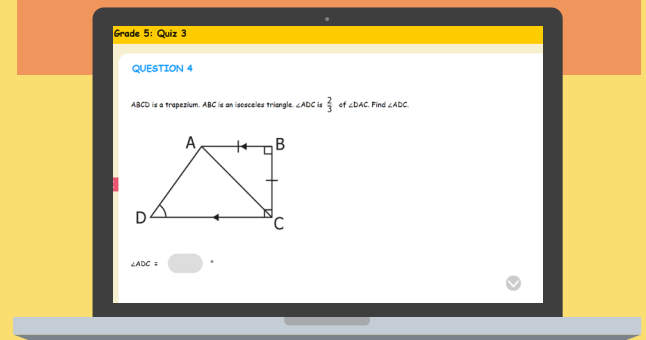 Grade 5: Quiz 3
QUESTION 4
ABCD is a trapezium. ABC is an isosceles triangle. ∠ADC is 2/3 of ∠DAC. Find ∠ADC.
A B
D C
∠ADC = °